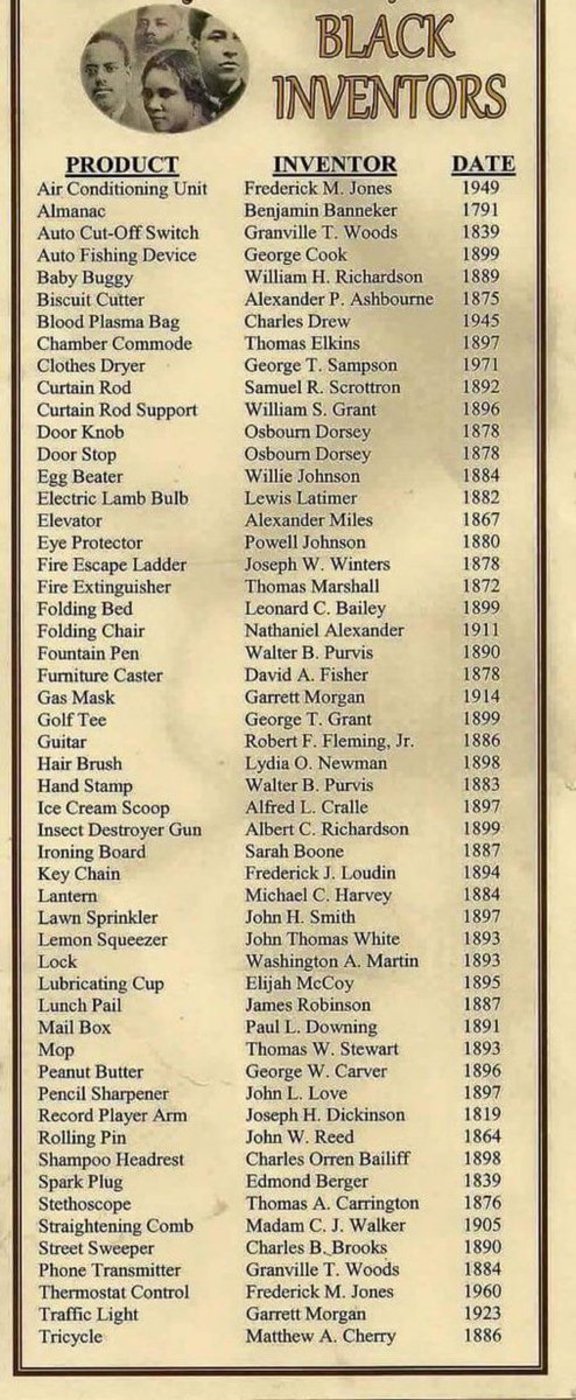 BLACK
INVENTORS
PRODUCT INVENTOR DATE
Air Conditioning Unit Frederick M. Jones 1949
Almanac Benjamin Banneker 1791
Auto Cut-Off Switch Granville T. Woods 1839
Auto Fishing Device George Cook 1899
Baby Buggy William H. Richardson 1889
Biscuit Cutter Alexander P. Ashbourne 1875
Blood Plasma Bag Charles Drew 1945
Chamber Commode Thomas Elkins 1897
Clothes Dryer George T. Sampson 1971
Curtain Rod Samuel R. Scrottron 1892
Curtain Rod Support William S. Grant 1896
Door Knob Osbourn Dorsey 1878
Door Stop Osbourn Dorsey 1878
Egg Beater Willie Johnson 1884
Electric Lamb Bulb Lewis Latimer 1882
Elevator Alexander Miles 1867
Eye Protector Powell Johnson 1880
Fire Escape Ladder Joseph W. Winters 1878
Fire Extinguisher Thomas Marshall 1872
Folding Bed Leonard C. Bailey 1899
Folding Chair Nathaniel Alexander 1911
Fountain Pen Walter B. Purvis 1890
Furniture Caster David A. Fisher 1878
Gas Mask Garrett Morgan 1914
Golf Tee George T. Grant 1899
Guitar Robert F. Fleming, Jr. 1886
Hair Brush Lydia O. Newman 1898
Hand Stamp Walter B. Purvis 1883
Ice Cream Scoop Alfred L. Cralle 1897
Insect Destroyer Gun Albert C. Richardson 1899
Ironing Board Sarah Boone 1887
Key Chain Frederick J. Loudin 1894
Lantern Michael C. Harvey 1884
Lawn Sprinkler John H. Smith 1897
Lemon Squeezer John Thomas White 1893
Lock Washington A. Martin 1893
Lubricating Cup Elijah McCoy 1895
Lunch Pail James Robinson 1887
Mail Box Paul L. Downing 1891
Mop Thomas W. Stewart 1893
Peanut Butter George W. Carver 1896
Pencil Sharpener John L. Love 1897
Record Player Arm Joseph H. Dickinson 1819
Rolling Pin John W. Reed 1864
Shampoo Headrest Charles Orren Bailiff 1898
Spark Plug Edmond Berger 1839
Stethoscope Thomas A. Carrington 1876
Straightening Comb Madam C. J. Walker 1905
Street Sweeper Charles B. Brooks 1890
Phone Transmitter Granville T. Woods 1884
Thermostat Control Frederick M. Jones 1960
Traffic Light Garrett Morgan 1923
Tricycle Matthew A. Cherry 1886